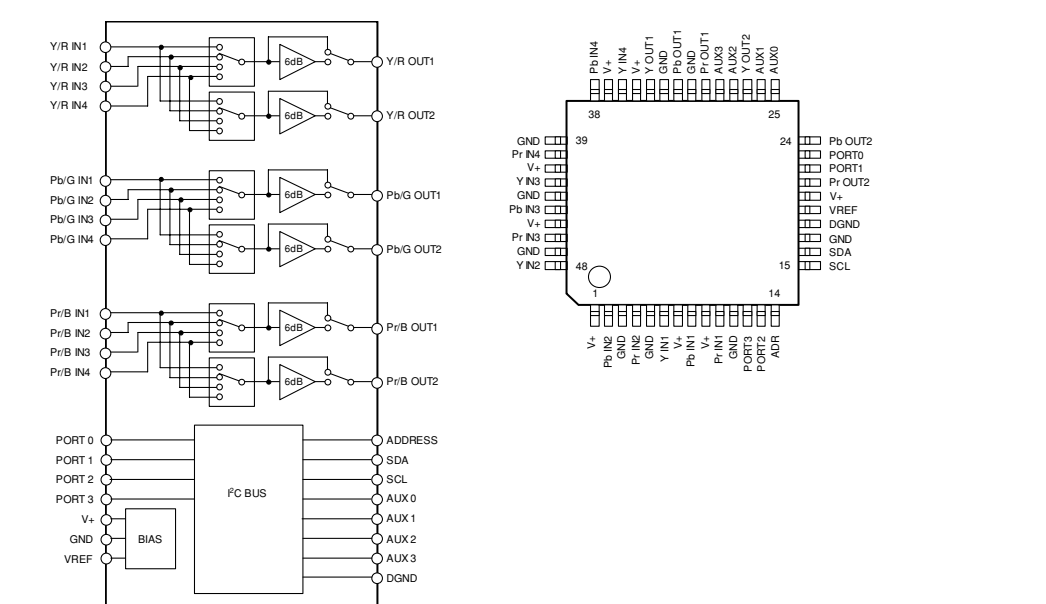 Y/R IN1
Y/R IN2
Y/R IN3
Y/R IN4
6dB
6dB
Y/R OUT1
Y/R OUT2
Pb/G IN1
Pb/G IN2
Pb/G IN3
Pb/G IN4
6dB
6dB
Pb/G OUT1
Pb/G OUT2
Pr/B IN1
Pr/B IN2
Pr/B IN3
Pr/B IN4
6dB
6dB
Pr/B OUT1
Pr/B OUT2
PORT 0
PORT 1
PORT 2
PORT 3
V+
GND
VREF
BIAS
I²C BUS
ADDRESS
SDA
SCL
AUX 0
AUX 1
AUX 2
AUX 3
DGND
Pb IN4
V+
Y IN4
V+
Y OUT1
GND
Pb OUT1
GND
Pr OUT1
AUX3
AUX2
Y OUT2
AUX1
AUX0
38
25
GND
Pr IN4
V+
Y IN3
GND
Pb IN3
V+
Pr IN3
GND
Y IN2
39
48
24
15
Pb OUT2
PORT0
PORT1
Pr OUT2
V+
VREF
DGND
GND
SDA
SCL
1
14
V+
Pb IN2
GND
Pr IN2
GND
Y IN1
V+
Pb IN1
V+
Pr IN1
GND
PORT3
PORT2
ADR